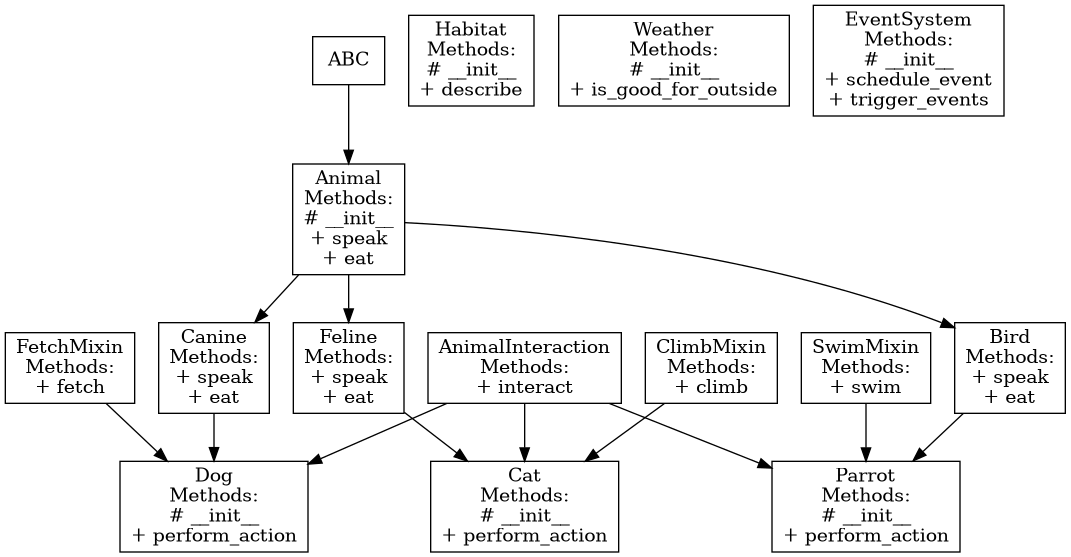 ABC
Habitat
Methods:
# __init__
+ describe
Weather
Methods:
# __init__
+ is_good_for_outside
EventSystem
Methods:
# __init__
+ schedule_event
+ trigger_events
Animal
Methods:
# __init__
+ speak
+ eat
FetchMixin
Methods:
+ fetch
Canine
Methods:
+ speak
+ eat
Feline
Methods:
+ speak
+ eat
AnimalInteraction
Methods:
+ interact
ClimbMixin
Methods:
+ climb
SwimMixin
Methods:
+ swim
Bird
Methods:
+ speak
+ eat
Dog
Methods:
# __init__
+ perform_action
Cat
Methods:
# __init__
+ perform_action
Parrot
Methods:
# __init__
+ perform_action